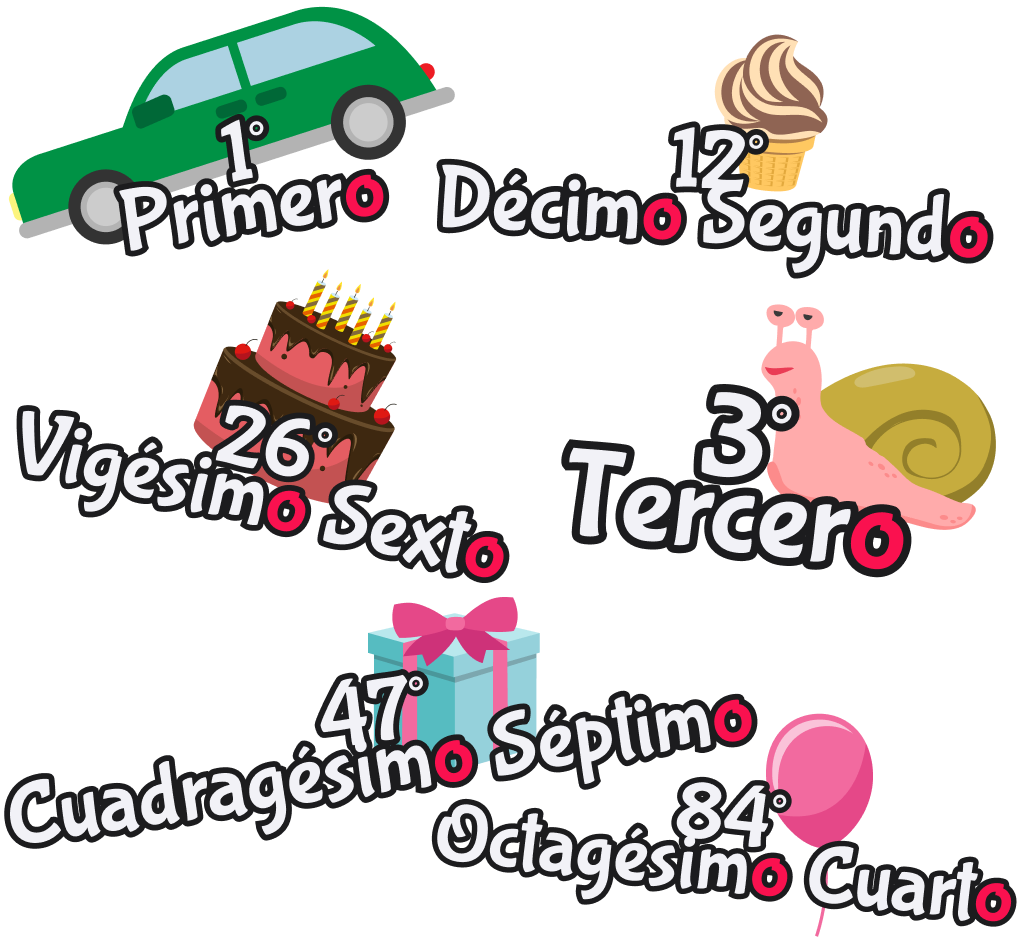 1°
Primero
12°
Décimo Segundo
26°
Vigésimo Sexto
3°
Tercero
47°
Cuadragésimo Séptimo
84°
Octagésimo Cuarto